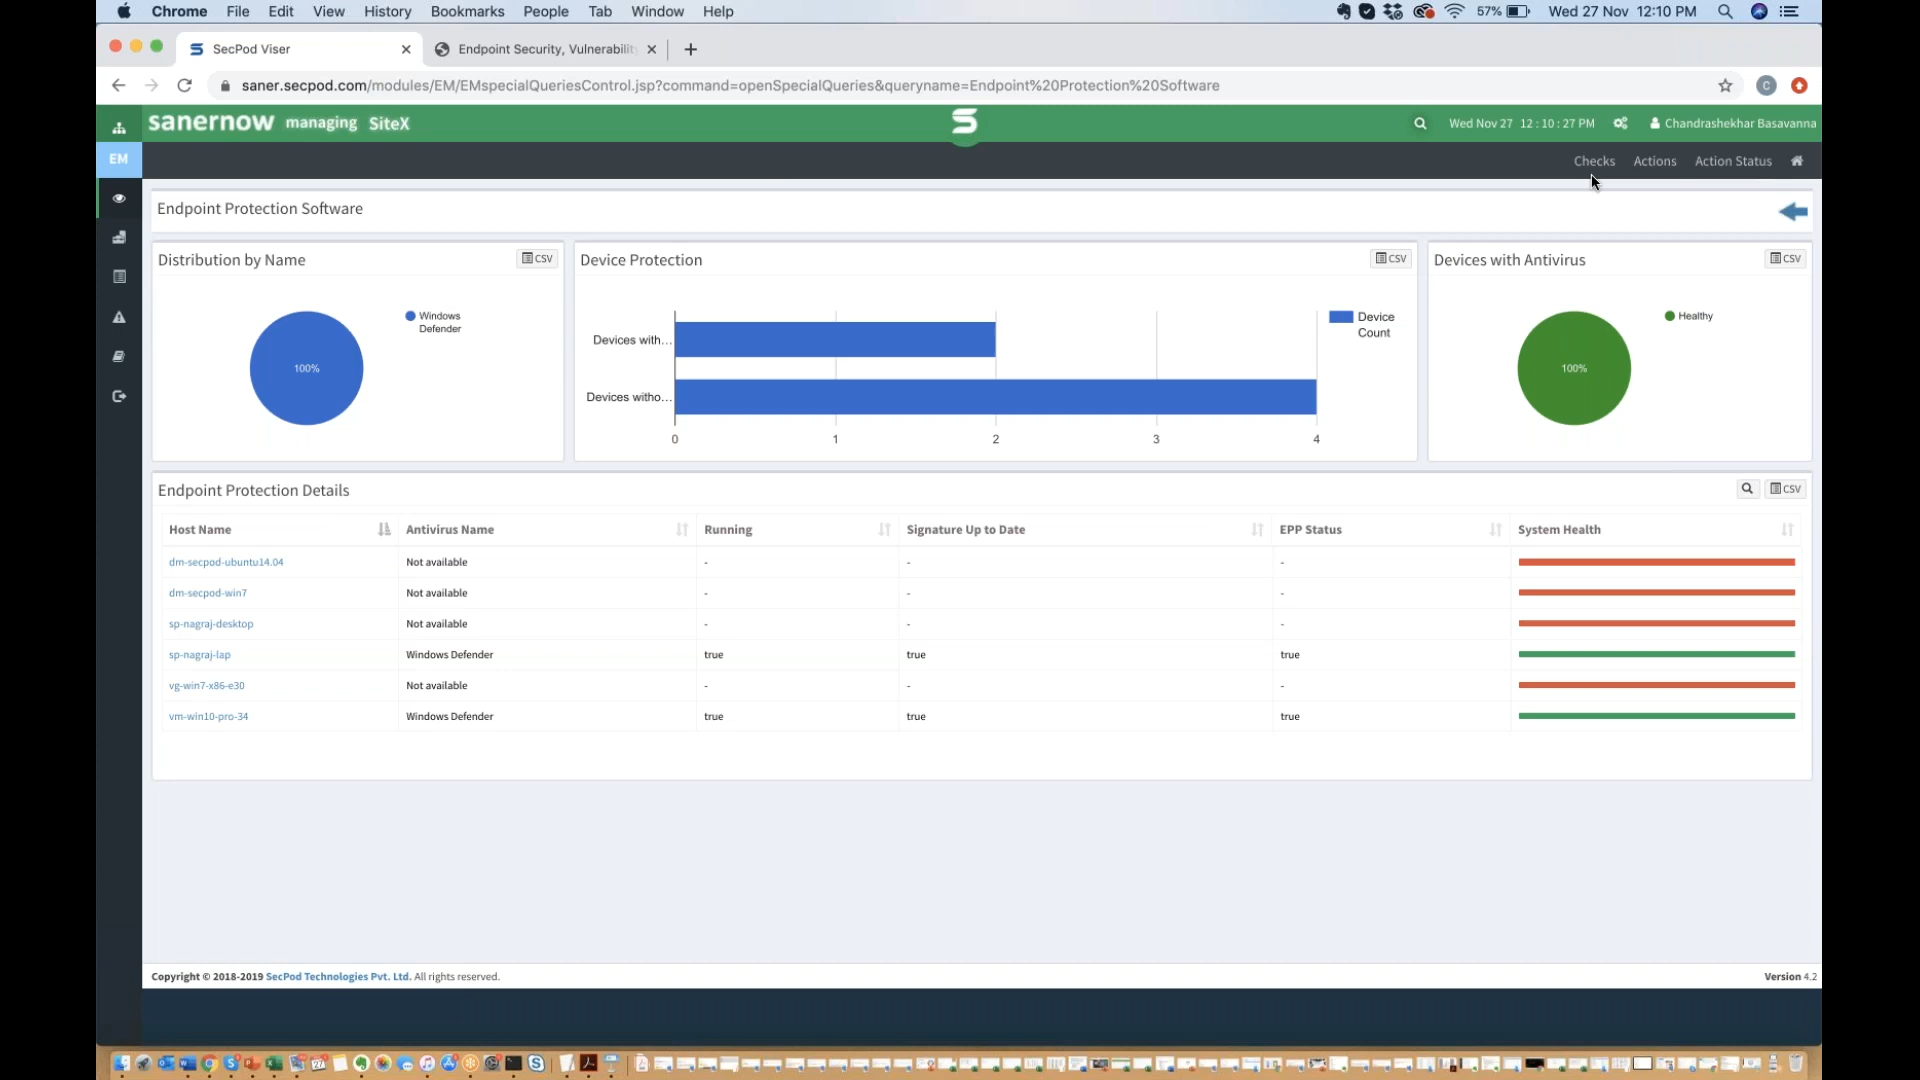 Chrome File Edit View History Bookmarks People Tab Window Help 57% Wed 27 Nov 12:10 PM
SecPod Viser Endpoint Security, Vulnerabilit
saner.secpod.com/modules/EM/EMspecialQueriesControl.jsp?command=openSpecialQueries&queryname=Endpoint%20Protection%20Software C
sanernow managing SiteX Wed Nov 27 12 : 10 : 27 PM Chandrashekhar Basavanna
EM Checks Actions Action Status
Endpoint Protection Software
Distribution by Name CSV
Windows
Defender
100%
Device Protection CSV
Devices with...
Devices witho...
0 1 2 3 4
Device
Count
Devices with Antivirus CSV
Healthy
100%
Endpoint Protection Details CSV
Host Name Antivirus Name Running Signature Up to Date EPP Status System Health
dm-secpod-ubuntu14.04 Not available - - -
dm-secpod-win7 Not available - - -
sp-nagraj-desktop Not available - - -
sp-nagraj-lap Windows Defender true true true
vg-win7-x86-e30 Not available - - -
vm-win10-pro-34 Windows Defender true true true
Copyright © 2018-2019 SecPod Technologies Pvt. Ltd. All rights reserved. Version 4.2